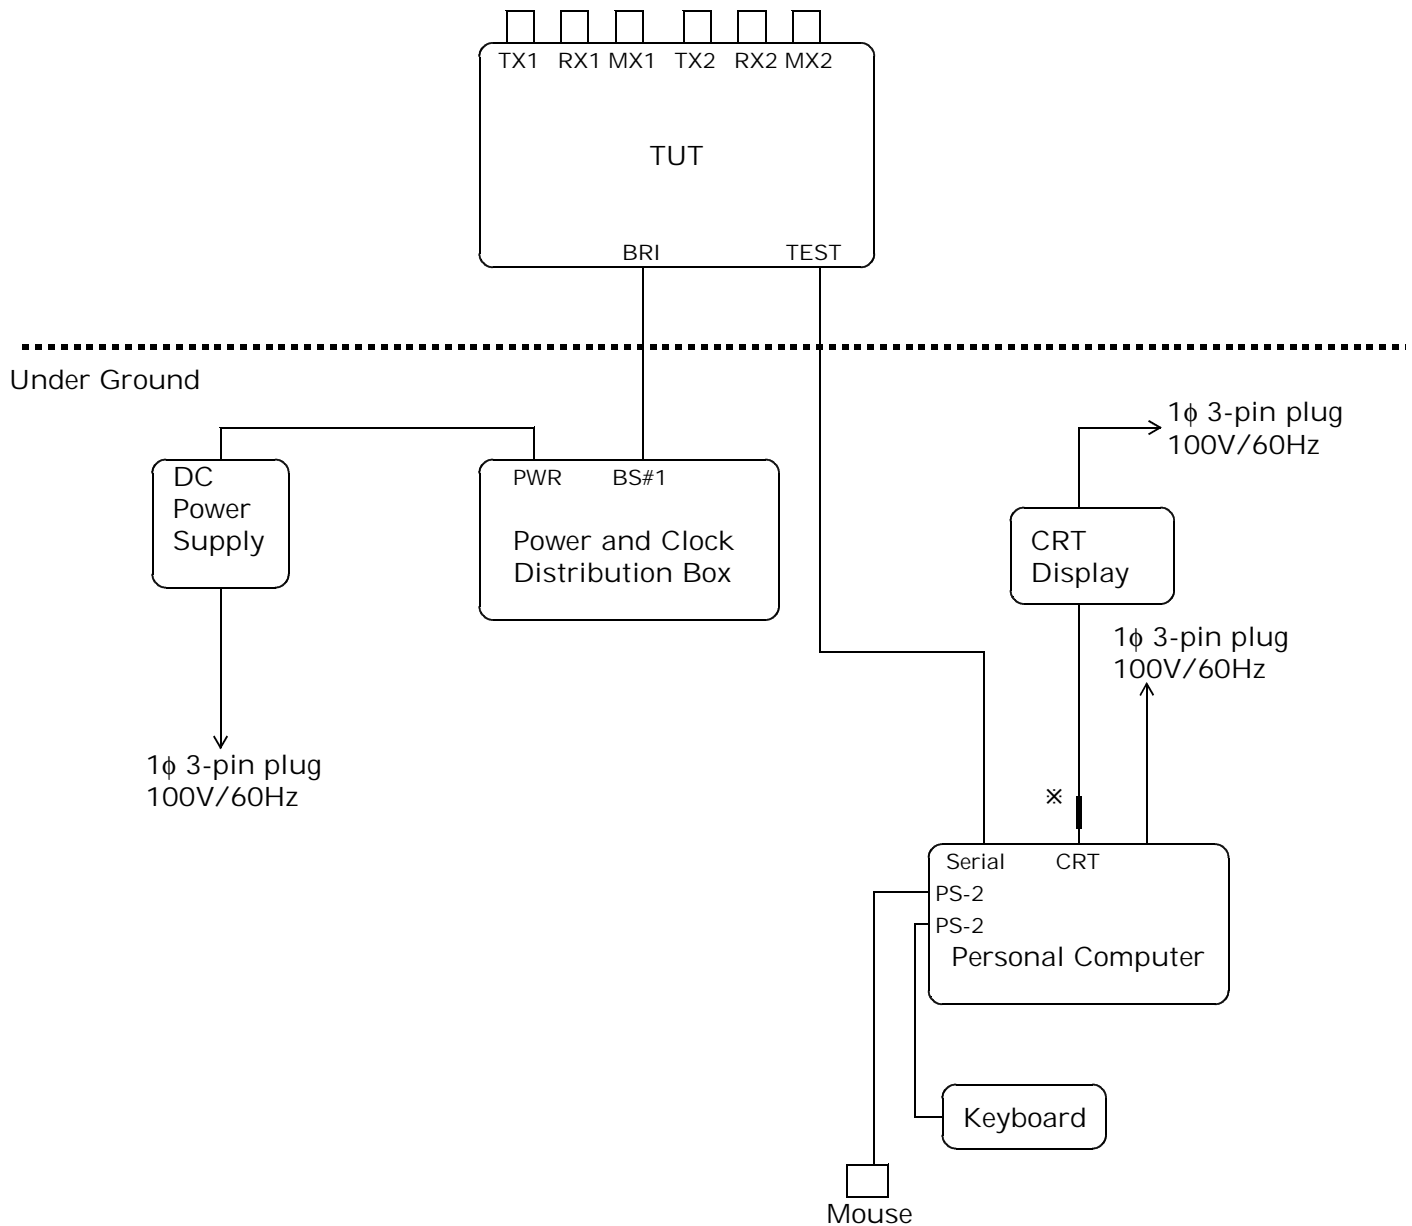 TX1 RX1 MX1 TX2 RX2 MX2
TUT
BRI TEST
Under Ground
1ϕ 3-pin plug
100V/60Hz
DC
Power
Supply
PWR BS#1
Power and Clock
Distribution Box
CRT
Display
1ϕ 3-pin plug
100V/60Hz
1ϕ 3-pin plug
100V/60Hz
※
Serial CRT
PS-2
PS-2
Personal Computer
Keyboard
Mouse